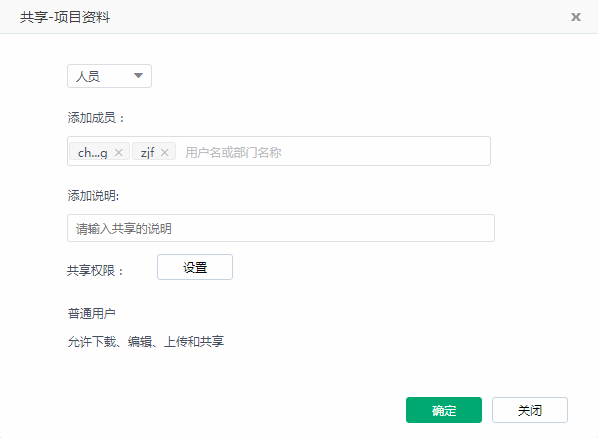 共享-项目资料 x
人员
添加成员：
ch...g × zjf × 用户名或部门名称
添加说明:
请输入共享的说明
共享权限： 设置
普通用户
允许下载、编辑、上传和共享
确定 关闭